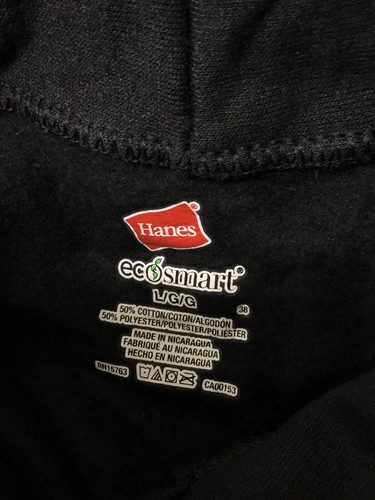 Hanes®
ecosmart®
L/G/G
38
50% COTTON/COTON/ALGODÓN
50% POLYESTER/POLYESTER/POLIÉSTER
MADE IN NICARAGUA
FABRIQUÉ AU NICARAGUA
HECHO EN NICARAGUA
RN15763
CA00153